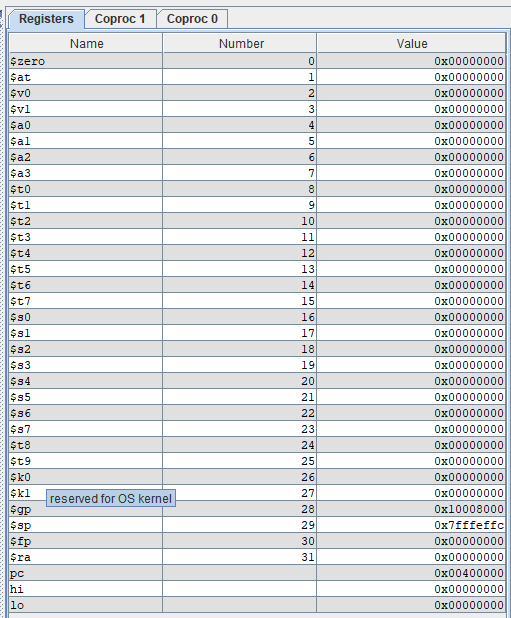 Registers Coproc 1 Coproc 0
Name Number Value
$zero 0 0x00000000
$at 1 0x00000000
$v0 2 0x00000000
$v1 3 0x00000000
$a0 4 0x00000000
$a1 5 0x00000000
$a2 6 0x00000000
$a3 7 0x00000000
$t0 8 0x00000000
$t1 9 0x00000000
$t2 10 0x00000000
$t3 11 0x00000000
$t4 12 0x00000000
$t5 13 0x00000000
$t6 14 0x00000000
$t7 15 0x00000000
$s0 16 0x00000000
$s1 17 0x00000000
$s2 18 0x00000000
$s3 19 0x00000000
$s4 20 0x00000000
$s5 21 0x00000000
$s6 22 0x00000000
$s7 23 0x00000000
$t8 24 0x00000000
$t9 25 0x00000000
$k0 26 0x00000000
$k1 27 0x00000000
reserved for OS kernel
$gp 28 0x10008000
$sp 29 0x7fffeffc
$fp 30 0x00000000
$ra 31 0x00000000
pc 0x00400000
hi 0x00000000
lo 0x00000000